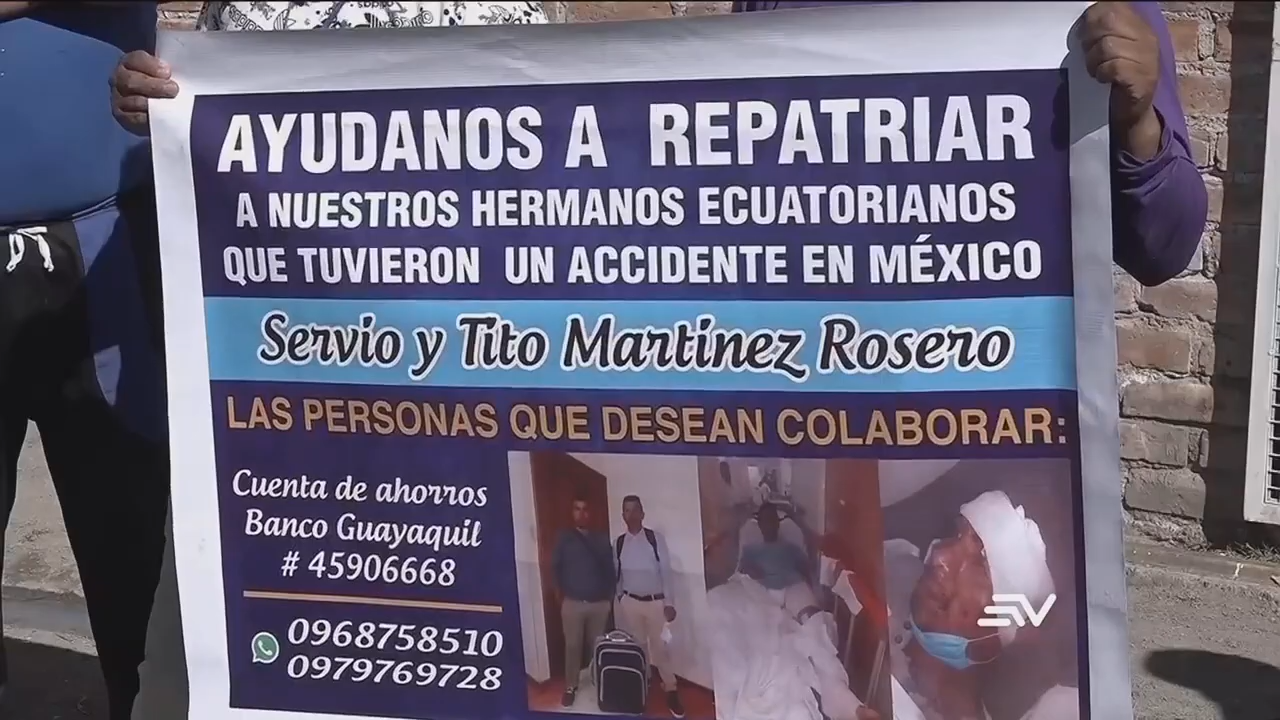 AYUDANOS A REPATRIAR
A NUESTROS HERMANOS ECUATORIANOS
QUE TUVIERON UN ACCIDENTE EN MÉXICO
Servio y Tito Martinez Rosero
LAS PERSONAS QUE DESEAN COLABORAR:
Cuenta de ahorros
Banco Guayaquil
# 45906668
0968758510
0979769728